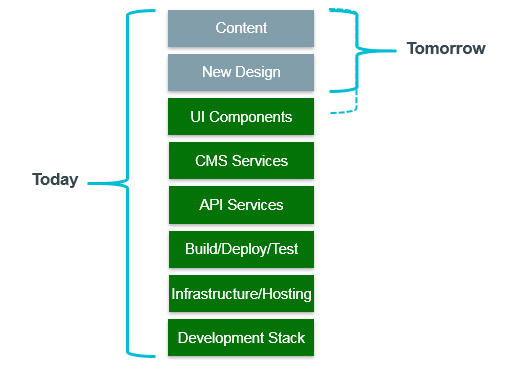 Content
New Design
Tomorrow
UI Components
CMS Services
Today
API Services
Build/Deploy/Test
Infrastructure/Hosting
Development Stack